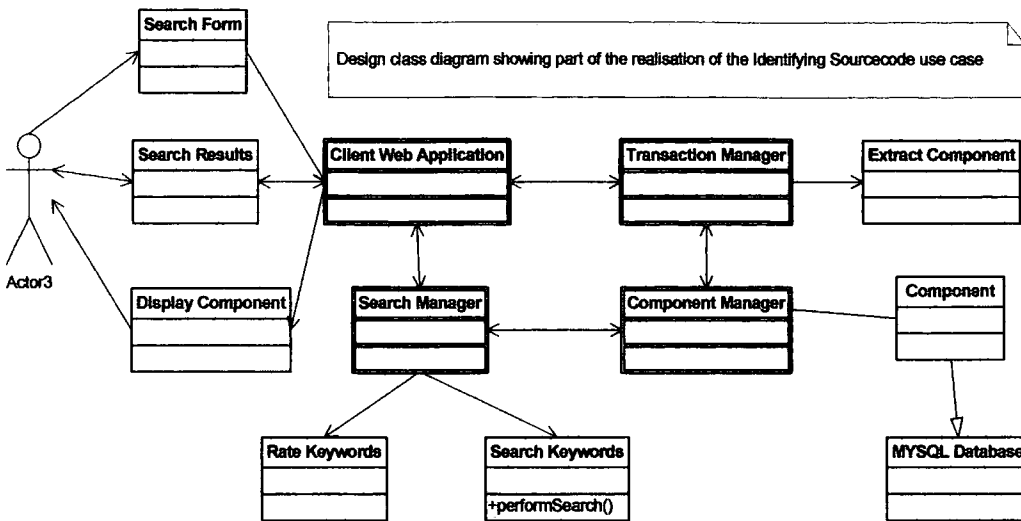 Search Form
Design class diagram showing part of the realisation of the Identifying Sourcecode use case
Search Results
Client Web Application
Transaction Manager
Extract Component
Actor3
Display Component
Search Manager
Component Manager
Component
Rate Keywords
Search Keywords
+performSearch()
MYSQL Database